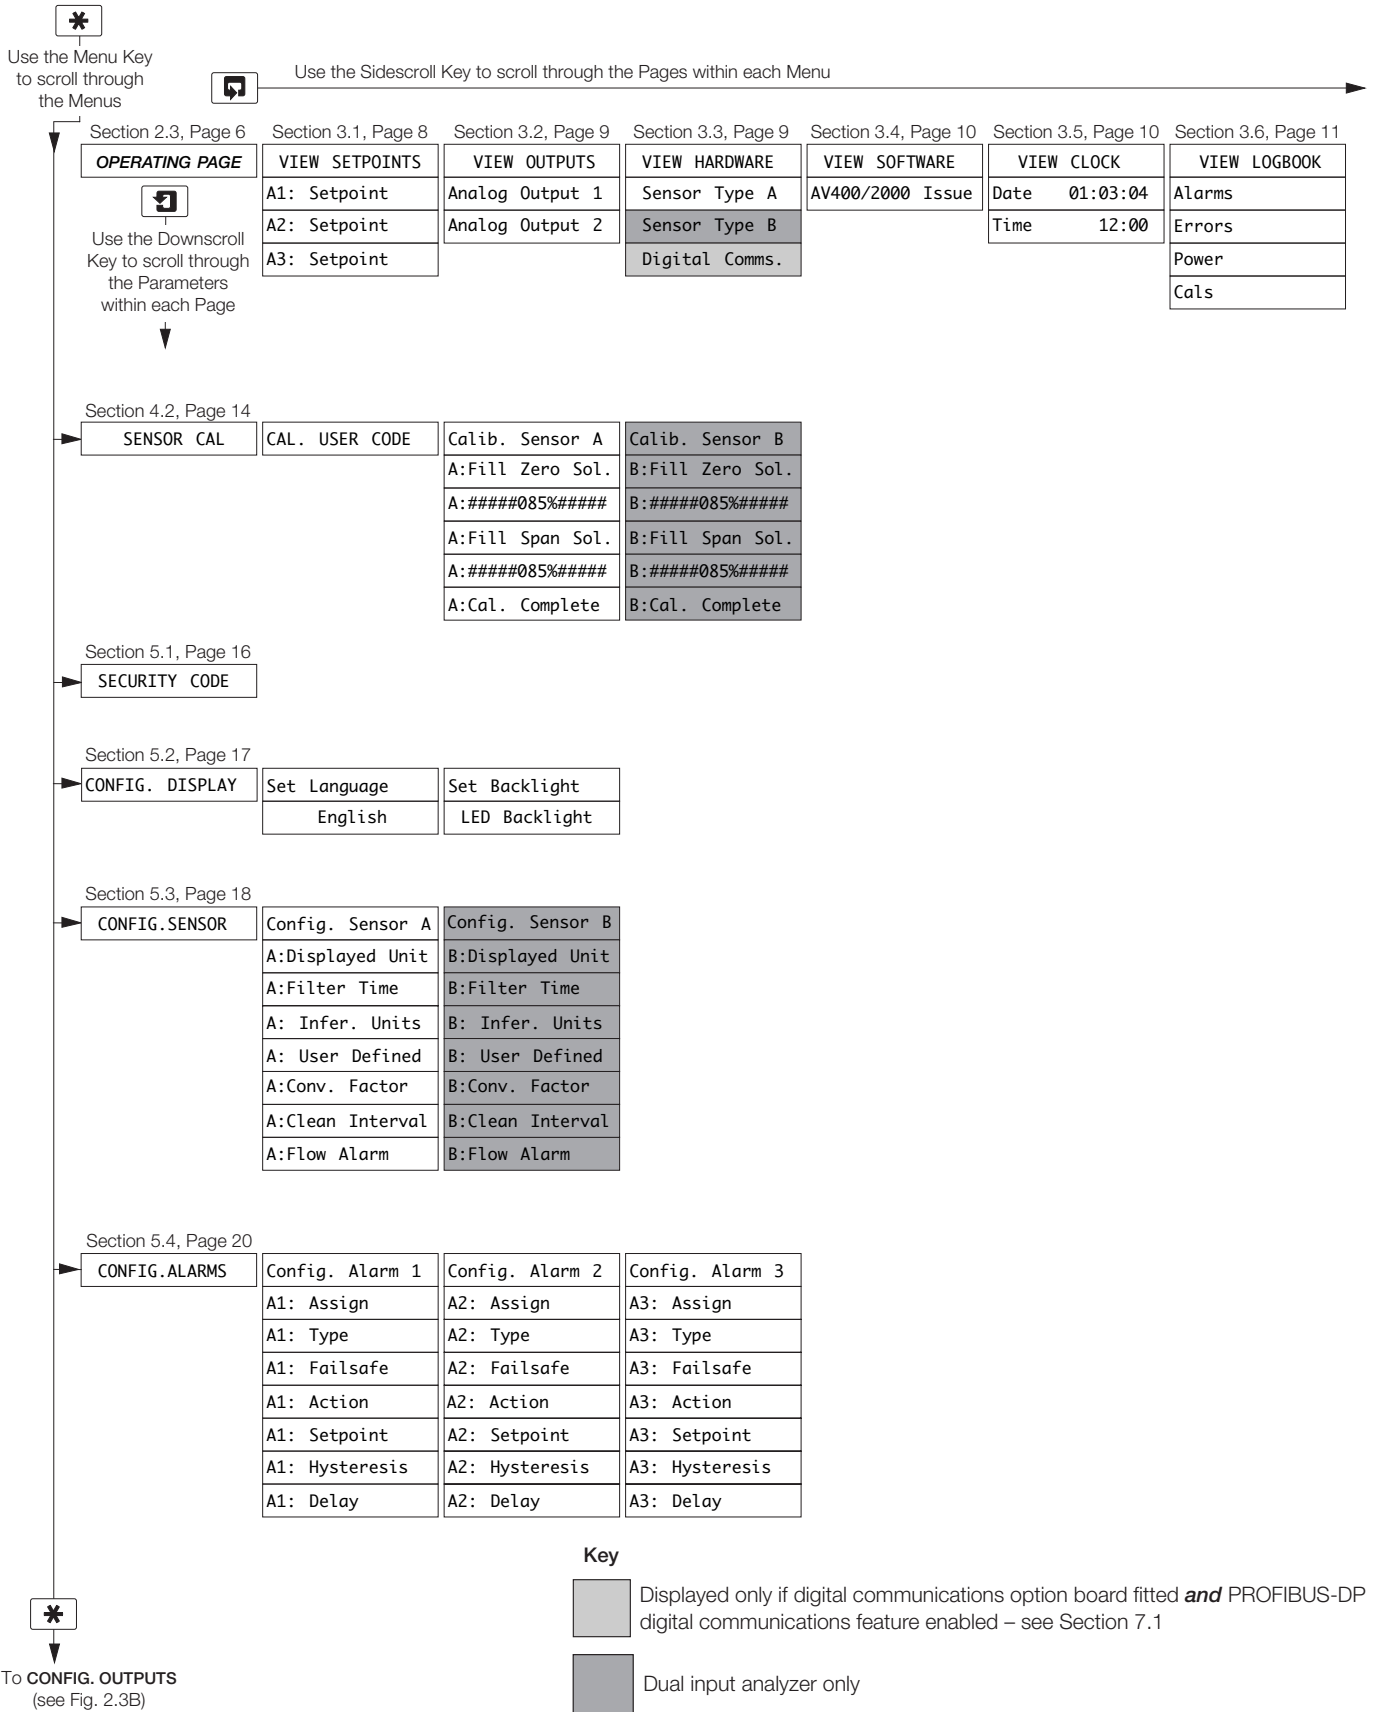 Use the Menu Key
to scroll through
the Menus
Use the Sidescroll Key to scroll through the Pages within each Menu
Section 2.3, Page 6
Section 3.1, Page 8
Section 3.2, Page 9
Section 3.3, Page 9
Section 3.4, Page 10
Section 3.5, Page 10
Section 3.6, Page 11
OPERATING PAGE
VIEW SETPOINTS
VIEW OUTPUTS
VIEW HARDWARE
VIEW SOFTWARE
VIEW CLOCK
VIEW LOGBOOK
Use the Downscroll
Key to scroll through
the Parameters
within each Page
A1: Setpoint
A2: Setpoint
A3: Setpoint
Analog Output 1
Analog Output 2
Sensor Type A
Sensor Type B
Digital Comms.
AV400/2000 Issue
Date 01:03:04
Time 12:00
Alarms
Errors
Power
Cals
Section 4.2, Page 14
SENSOR CAL
CAL. USER CODE
Calib. Sensor A
A:Fill Zero Sol.
A:#####085%#####
A:Fill Span Sol.
A:#####085%#####
A:Cal. Complete
Calib. Sensor B
B:Fill Zero Sol.
B:#####085%#####
B:Fill Span Sol.
B:#####085%#####
B:Cal. Complete
Section 5.1, Page 16
SECURITY CODE
Section 5.2, Page 17
CONFIG. DISPLAY
Set Language
English
Set Backlight
LED Backlight
Section 5.3, Page 18
CONFIG.SENSOR
Config. Sensor A
A:Displayed Unit
A:Filter Time
A: Infer. Units
A: User Defined
A:Conv. Factor
A:Clean Interval
A:Flow Alarm
Config. Sensor B
B:Displayed Unit
B:Filter Time
B: Infer. Units
B: User Defined
B:Conv. Factor
B:Clean Interval
B:Flow Alarm
Section 5.4, Page 20
CONFIG.ALARMS
Config. Alarm 1
A1: Assign
A1: Type
A1: Failsafe
A1: Action
A1: Setpoint
A1: Hysteresis
A1: Delay
Config. Alarm 2
A2: Assign
A2: Type
A2: Failsafe
A2: Action
A2: Setpoint
A2: Hysteresis
A2: Delay
Config. Alarm 3
A3: Assign
A3: Type
A3: Failsafe
A3: Action
A3: Setpoint
A3: Hysteresis
A3: Delay
Key
Displayed only if digital communications option board fitted and PROFIBUS-DP
digital communications feature enabled – see Section 7.1
Dual input analyzer only
To CONFIG. OUTPUTS
(see Fig. 2.3B)